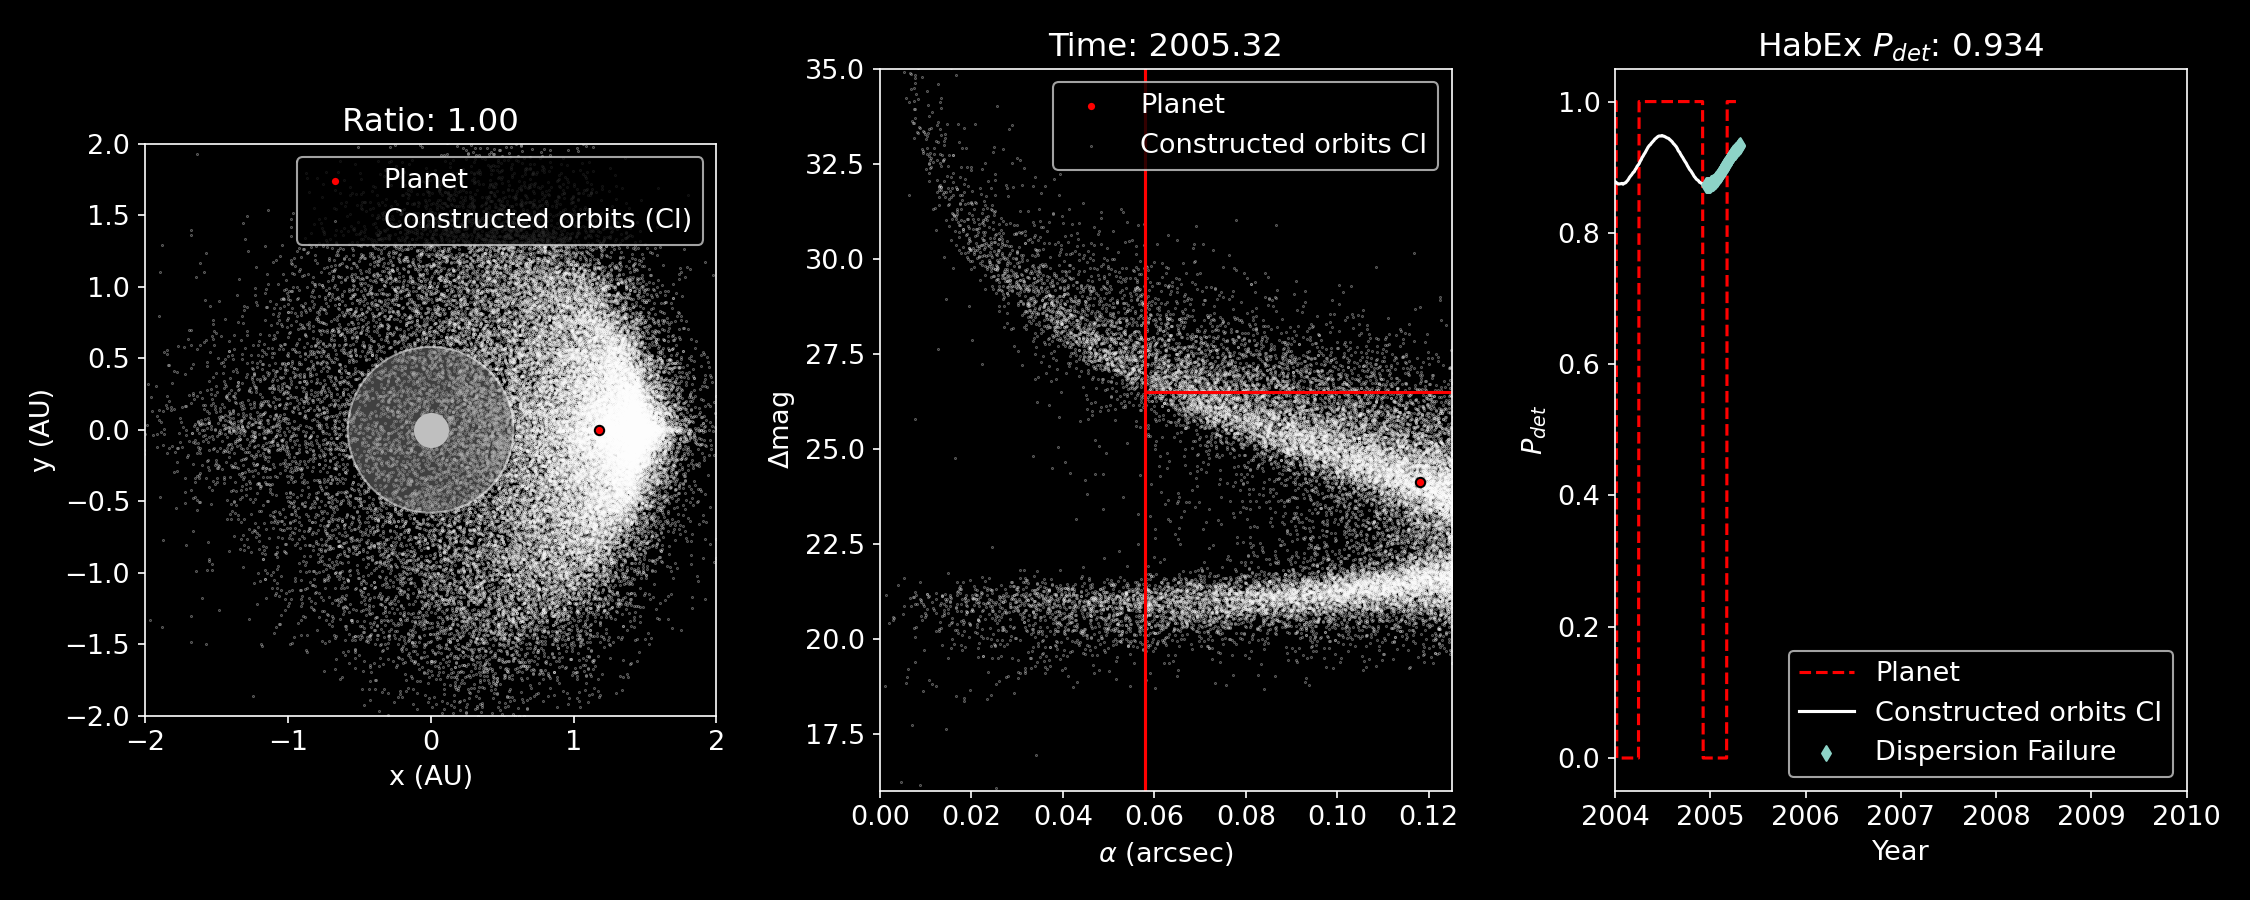 Ratio: 1.00
Planet
Constructed orbits (CI)
2.0
1.5
1.0
0.5
0.0
−0.5
−1.0
−1.5
−2.0
−2
−1
0
1
2
x (AU)
y (AU)
Time: 2005.32
Planet
Constructed orbits CI
35.0
32.5
30.0
27.5
25.0
22.5
20.0
17.5
0.00
0.02
0.04
0.06
0.08
0.10
0.12
α (arcsec)
Δmag
HabEx P_det: 0.934
1.0
0.8
0.6
0.4
0.2
0.0
Planet
Constructed orbits CI
Dispersion Failure
2004
2005
2006
2007
2008
2009
2010
Year
P_det